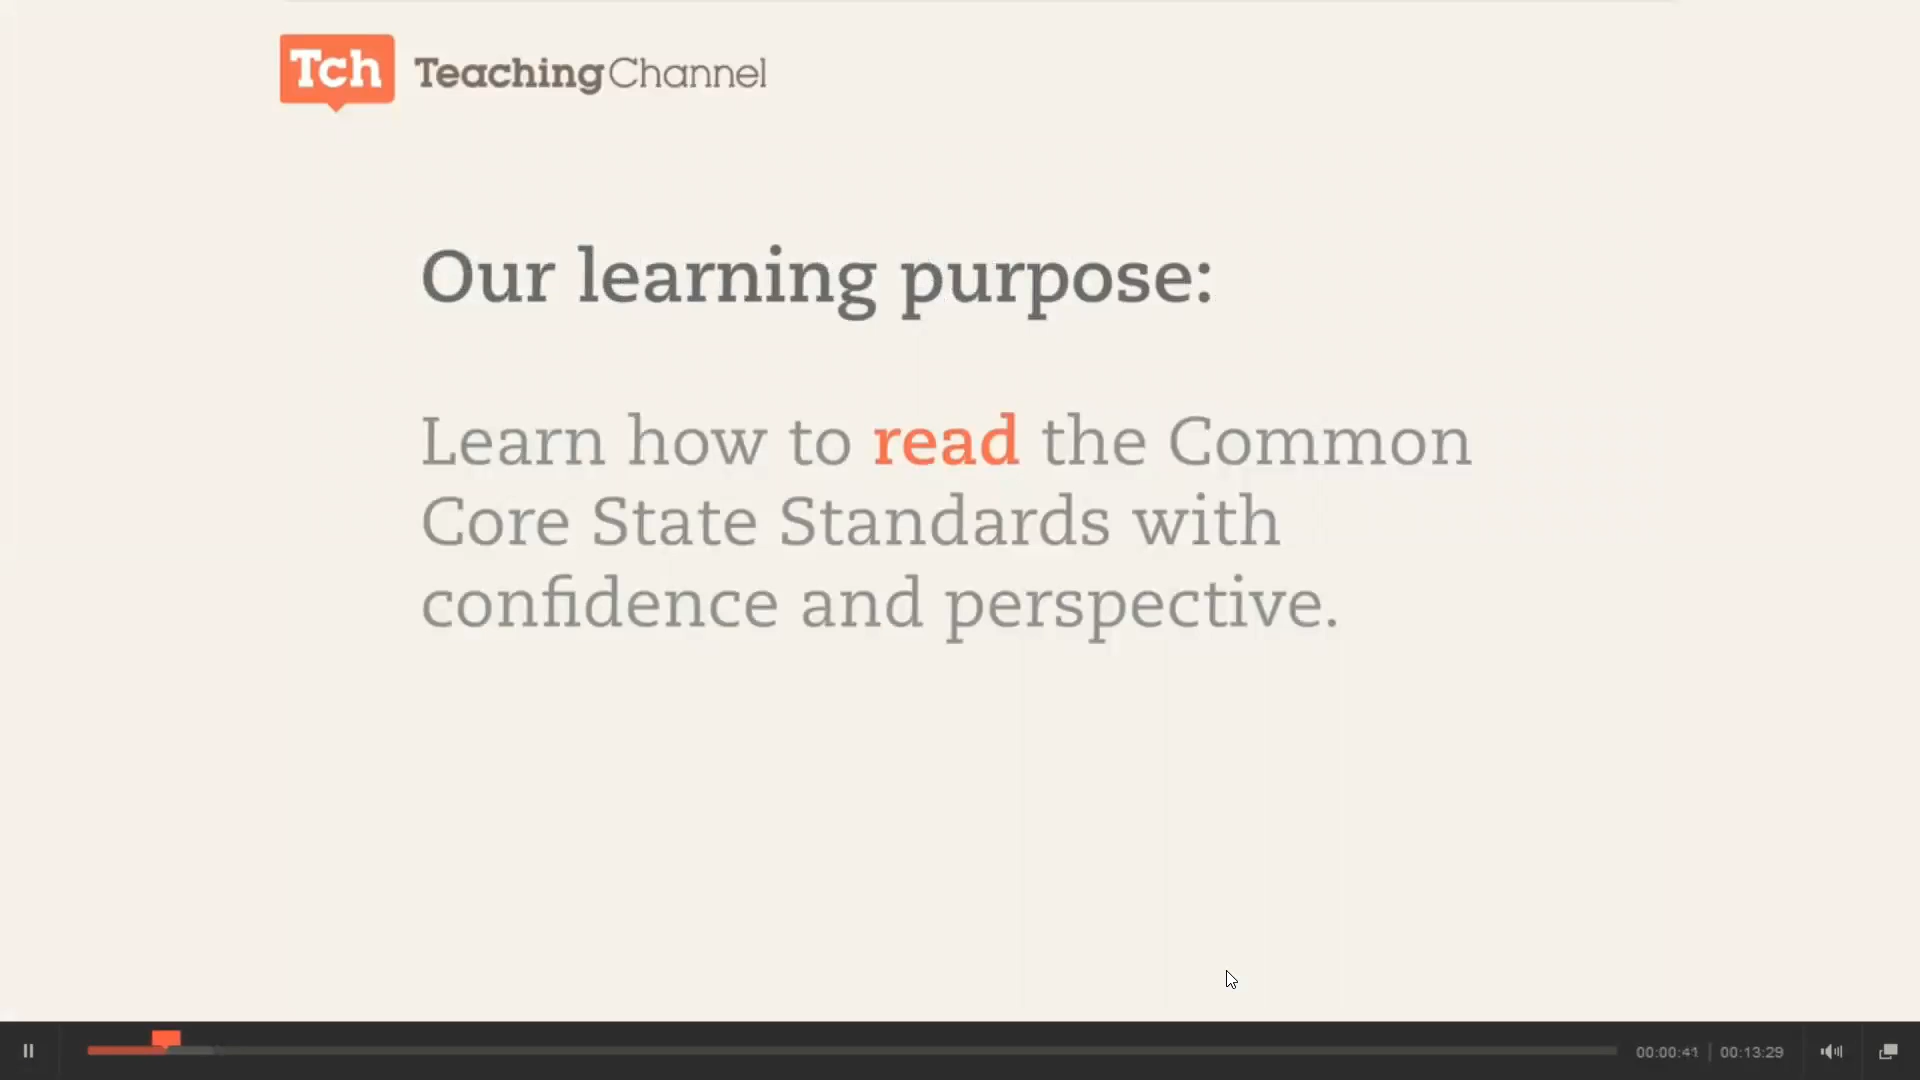 Tch TeachingChannel
Our learning purpose:
Learn how to read the Common
Core State Standards with
confidence and perspective.
00:00:41 | 00:13:29